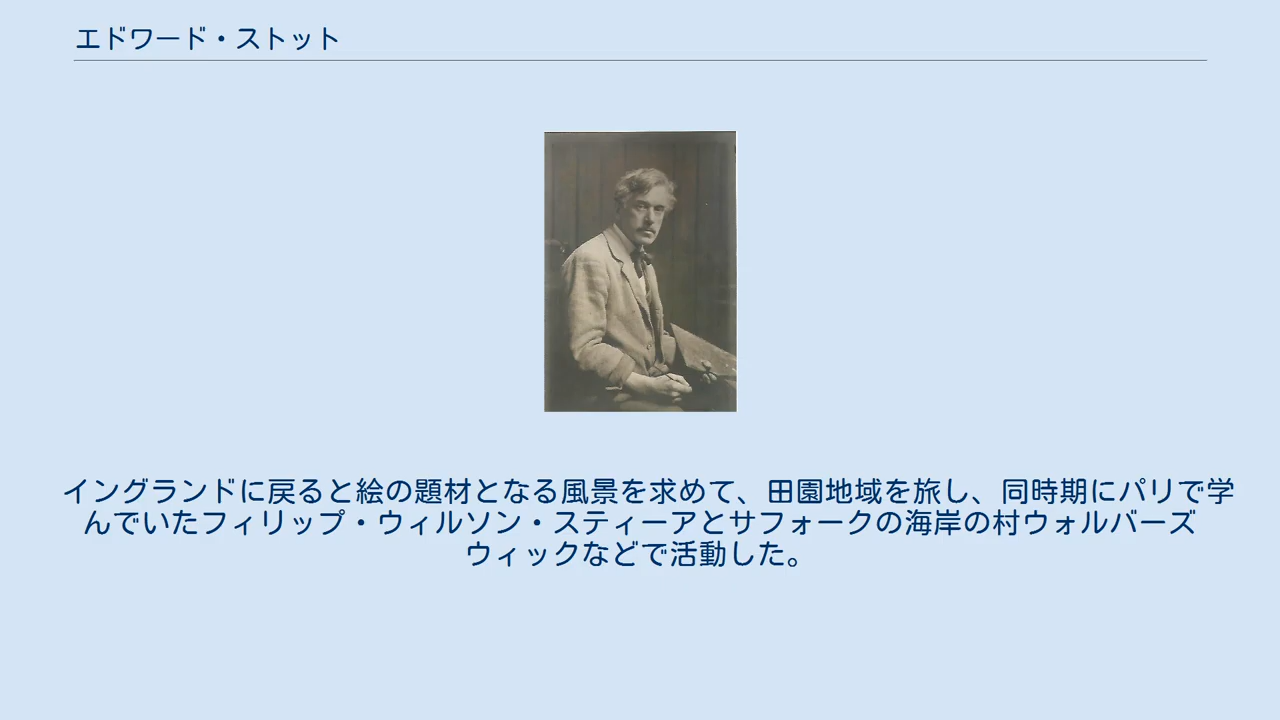 エドワード・ストット
イングランドに戻ると絵の題材となる風景を求めて、田園地域を旅し、同時期にパリで学
んでいたフィリップ・ウィルソン・スティーアとサフォークの海岸の村ウォルバーズ
ウィックなどで活動した。